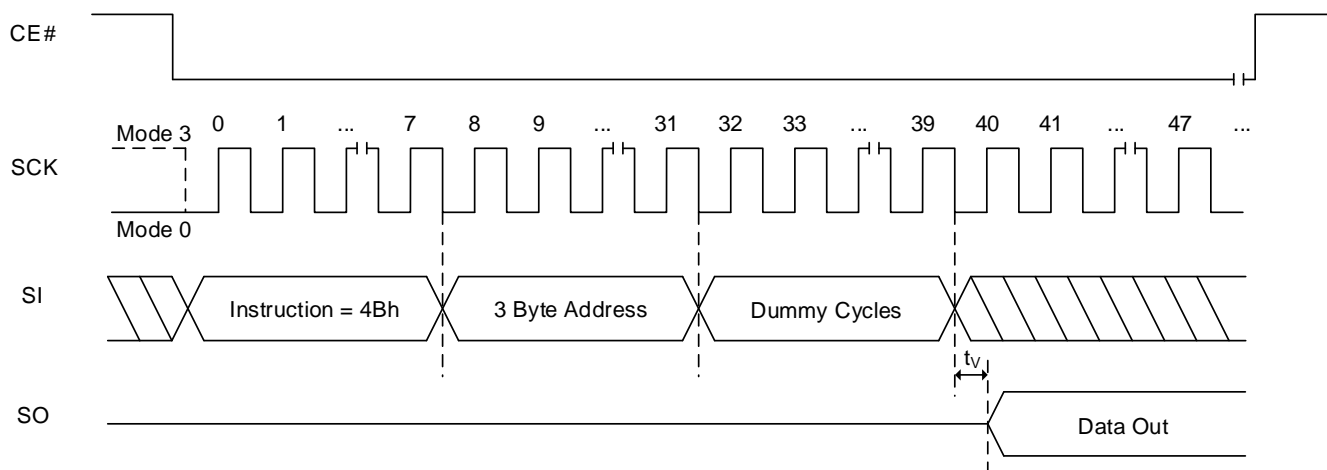 CE#
Mode 3
0 1 ... 7 8 9 ... 31 32 33 ... 39 40 41 ... 47 ...
SCK
Mode 0
SI
Instruction = 4Bh
3 Byte Address
Dummy Cycles
tV
SO
Data Out